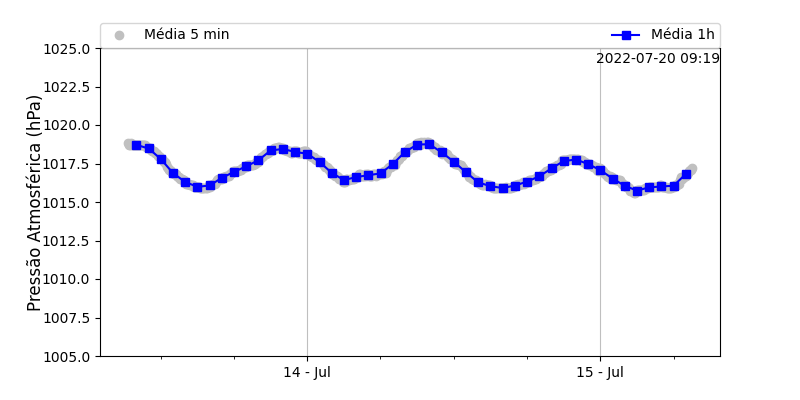 Média 5 min
Média 1h
2022-07-20 09:19
Pressão Atmosférica (hPa)
1025.0
1022.5
1020.0
1017.5
1015.0
1012.5
1010.0
1007.5
1005.0
14 - Jul
15 - Jul